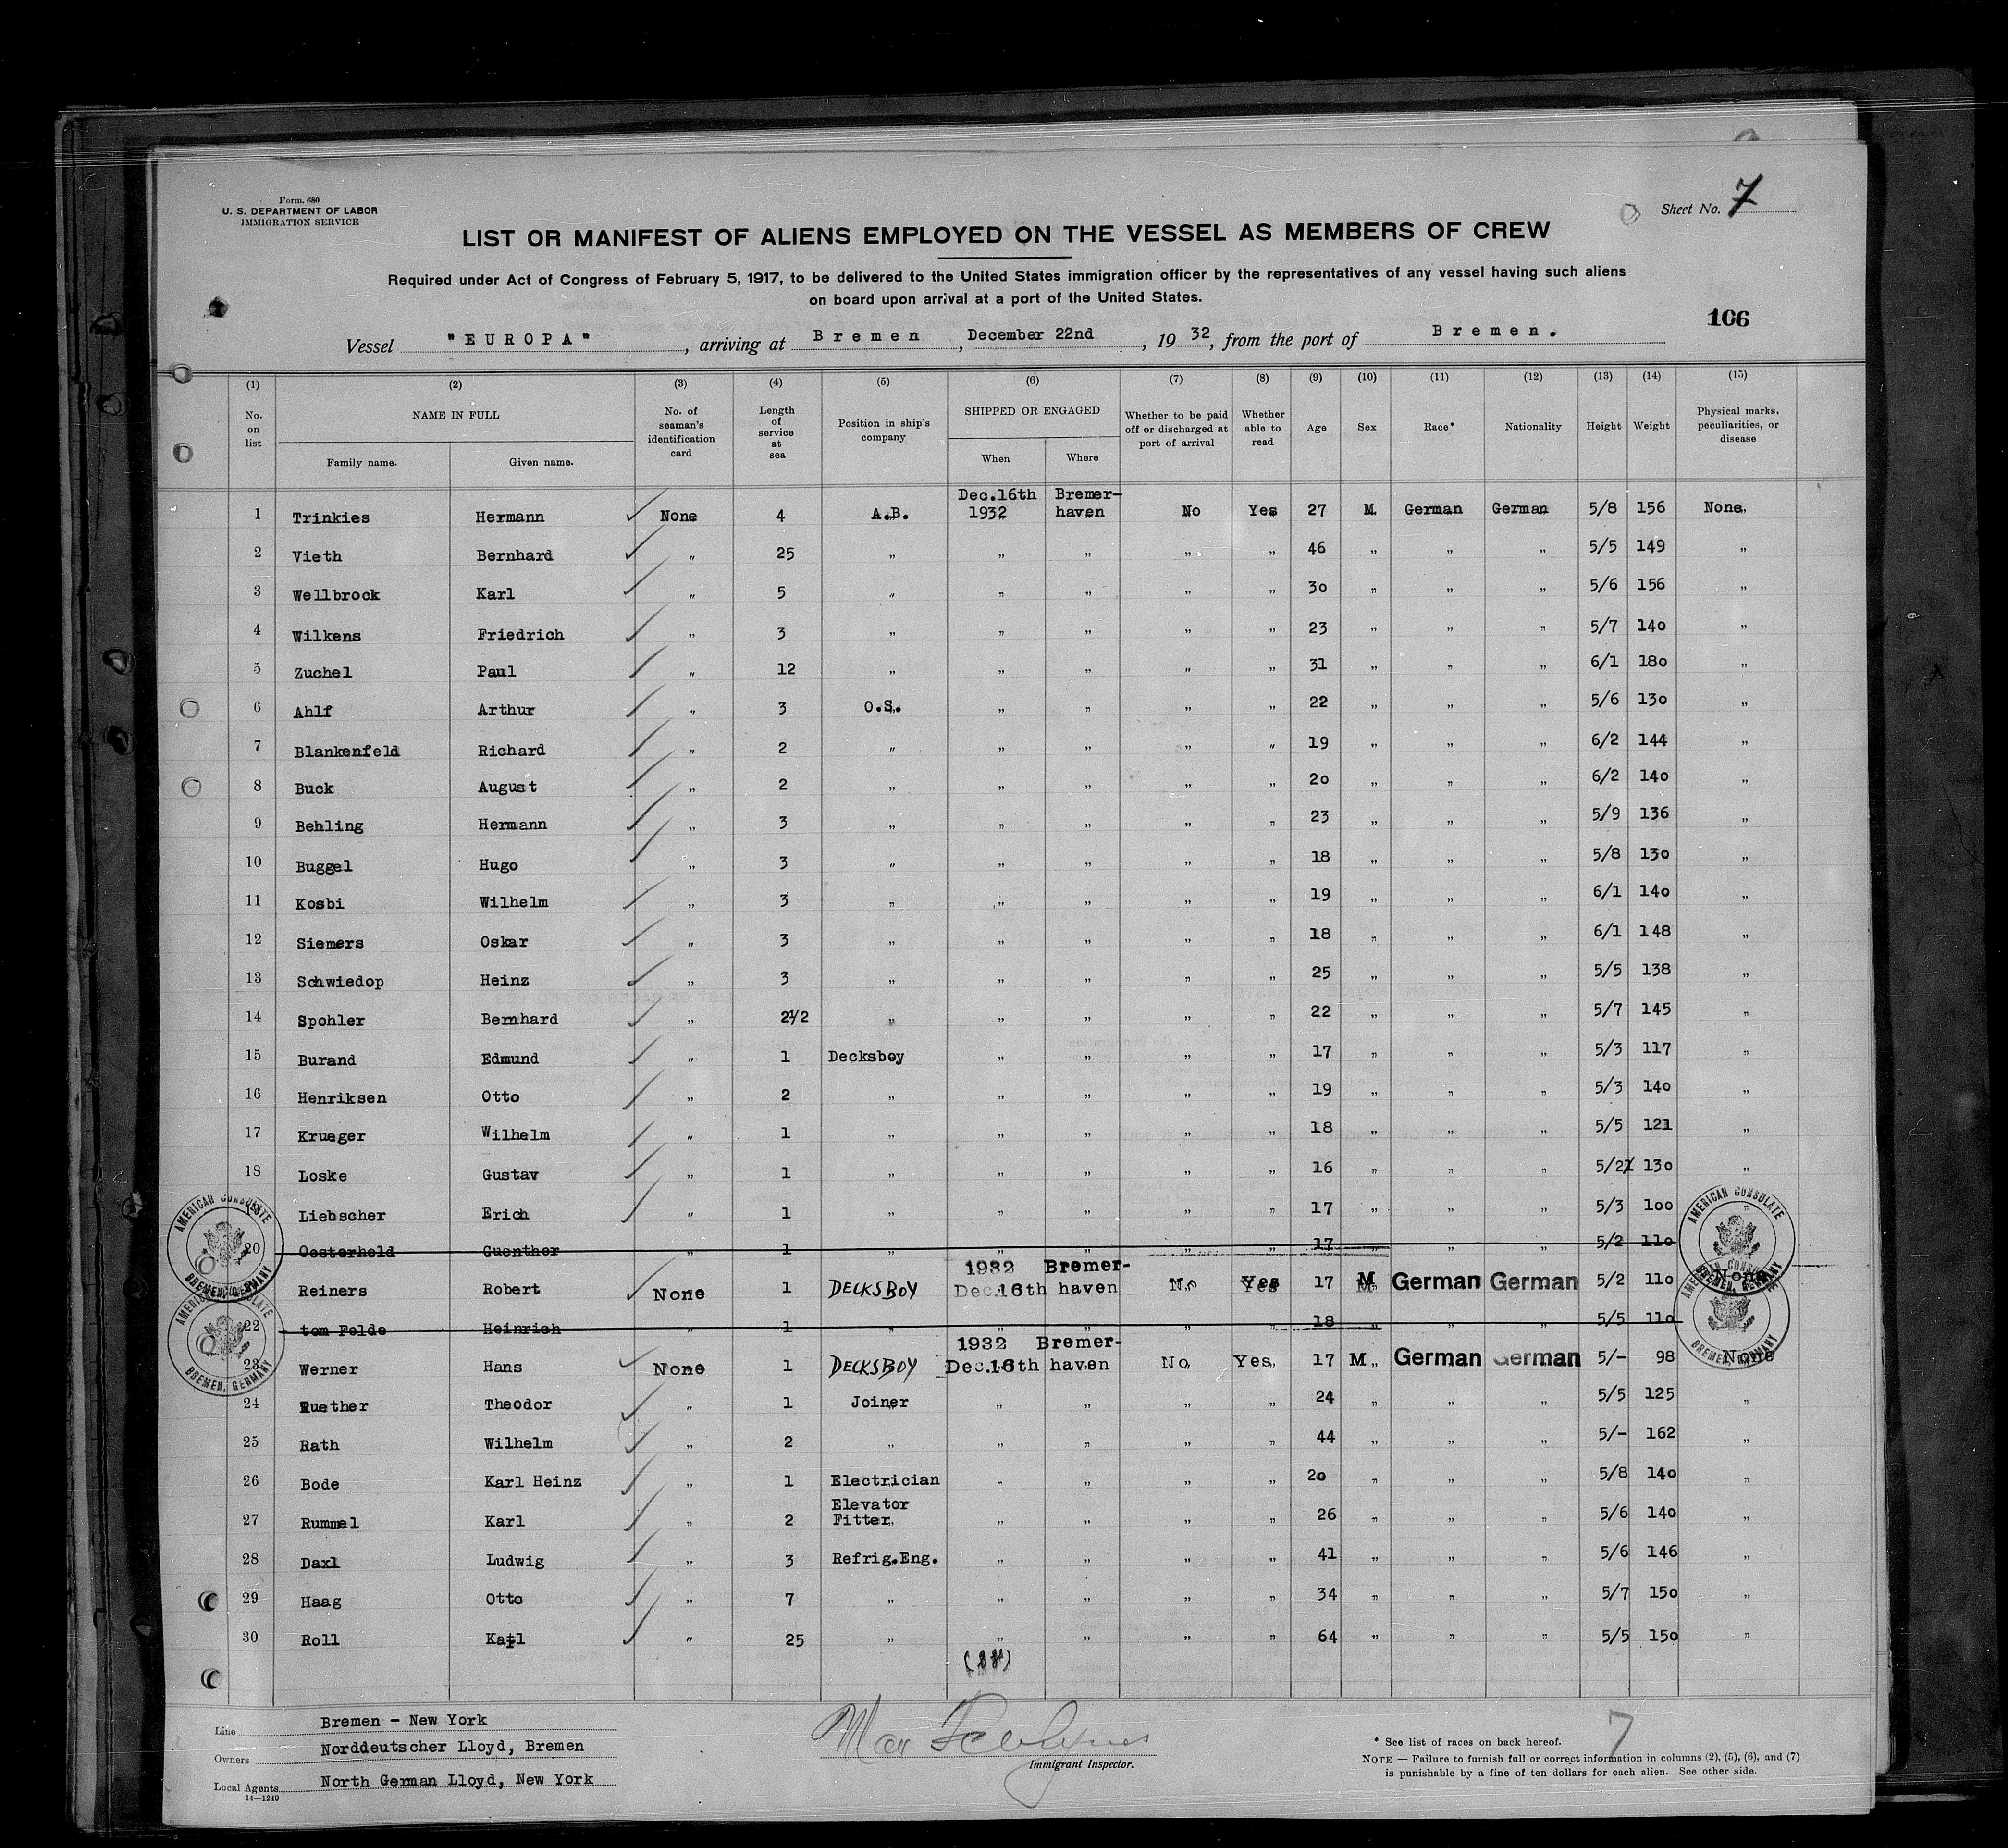 Form. 680
U. S. DEPARTMENT OF LABOR
IMMIGRATION SERVICE
Sheet No. 7
LIST OR MANIFEST OF ALIENS EMPLOYED ON THE VESSEL AS MEMBERS OF CREW
Required under Act of Congress of February 5, 1917, to be delivered to the United States immigration officer by the representatives of any vessel having such aliens
on board upon arrival at a port of the United States.
106
Vessel "EUROPA", arriving at Bremen, December 22nd, 1932, from the port of Bremen.
(1) (2) (3) (4) (5) (6) (7) (8) (9) (10) (11) (12) (13) (14) (15)
No. on list NAME IN FULL Family name. Given name. No. of seaman's identification card Length of service at sea Position in ship's company SHIPPED OR ENGAGED When Where Whether to be paid off or discharged at port of arrival Whether able to read Age Sex Race* Nationality Height Weight Physical marks, peculiarities, or disease
1 Trinkies Hermann None 4 A.B. Dec.16th 1932 Bremer-haven No Yes 27 M. German German 5/8 156 None
2 Vieth Bernhard " 25 " " " " " 46 " " " 5/5 149 "
3 Wellbrock Karl " 5 " " " " " 30 " " " 5/6 156 "
4 Wilkens Friedrich " 3 " " " " " 23 " " " 5/7 140 "
5 Zuchel Paul " 12 " " " " " 31 " " " 6/1 180 "
6 Ahlf Arthur " 3 O.S. " " " " 22 " " " 5/6 130 "
7 Blankenfeld Richard " 2 " " " " " 19 " " " 6/2 144 "
8 Buck August " 2 " " " " " 20 " " " 6/2 140 "
9 Behling Hermann " 3 " " " " " 23 " " " 5/9 136 "
10 Buggel Hugo " 3 " " " " " 18 " " " 5/8 130 "
11 Kosbi Wilhelm " 3 " " " " " 19 " " " 6/1 140 "
12 Siemers Oskar " 3 " " " " " 18 " " " 6/1 148 "
13 Schwiedop Heinz " 3 " " " " " 25 " " " 5/5 138 "
14 Spohler Bernhard " 2 1/2 " " " " " 22 " " " 5/7 145 "
15 Burand Edmund " 1 Decksboy " " " " 17 " " " 5/3 117 "
16 Henriksen Otto " 2 " " " " " 19 " " " 5/3 140 "
17 Krueger Wilhelm " 1 " " " " " 18 " " " 5/5 121 "
18 Loske Gustav " 1 " " " " " 16 " " " 5/2 130 "
Liebscher Erich " 1 " " " " " 17 " " " 5/3 100 "
20 Oesterheld Guenther " 1 " " " " " 17 " " " 5/2 110
Reiners Robert None 1 DECKSBOY 1932 Dec.16th Bremer-haven No Yes 17 M German German 5/2 110 None
22 tom Felde Heinrich " 1 " " " " " 18 " " " 5/5 110
23 Werner Hans None 1 DECKSBOY 1932 Dec.16th Bremer-haven No Yes 17 M German German 5/- 98 None
24 Ruether Theodor " 1 Joiner " " " " 24 " " " 5/5 125 "
25 Rath Wilhelm " 2 " " " " " 44 " " " 5/- 162 "
26 Bode Karl Heinz " 1 Electrician " " " " 20 " " " 5/8 140 "
27 Rummel Karl " 2 Elevator Fitter " " " " 26 " " " 5/6 140 "
28 Daxl Ludwig " 3 Refrig.Eng. " " " " 41 " " " 5/6 146 "
29 Haag Otto " 7 " " " " " 34 " " " 5/7 150 "
30 Roll Karl " 25 " " " " " 64 " " " 5/5 150 "
AMERICAN CONSULATE
BREMEN, GERMANY
AMERICAN CONSULATE
BREMEN, GERMANY
AMERICAN CONSULATE
BREMEN, GERMANY
AMERICAN CONSULATE
BREMEN, GERMANY
(28)
Line Bremen - New York
Owners Norddeutscher Lloyd, Bremen
Local Agents North German Lloyd, New York
14—1240
Max
Immigrant Inspector.
7
* See list of races on back hereof.
NOTE — Failure to furnish full or correct information in columns (2), (5), (6), and (7)
is punishable by a fine of ten dollars for each alien. See other side.